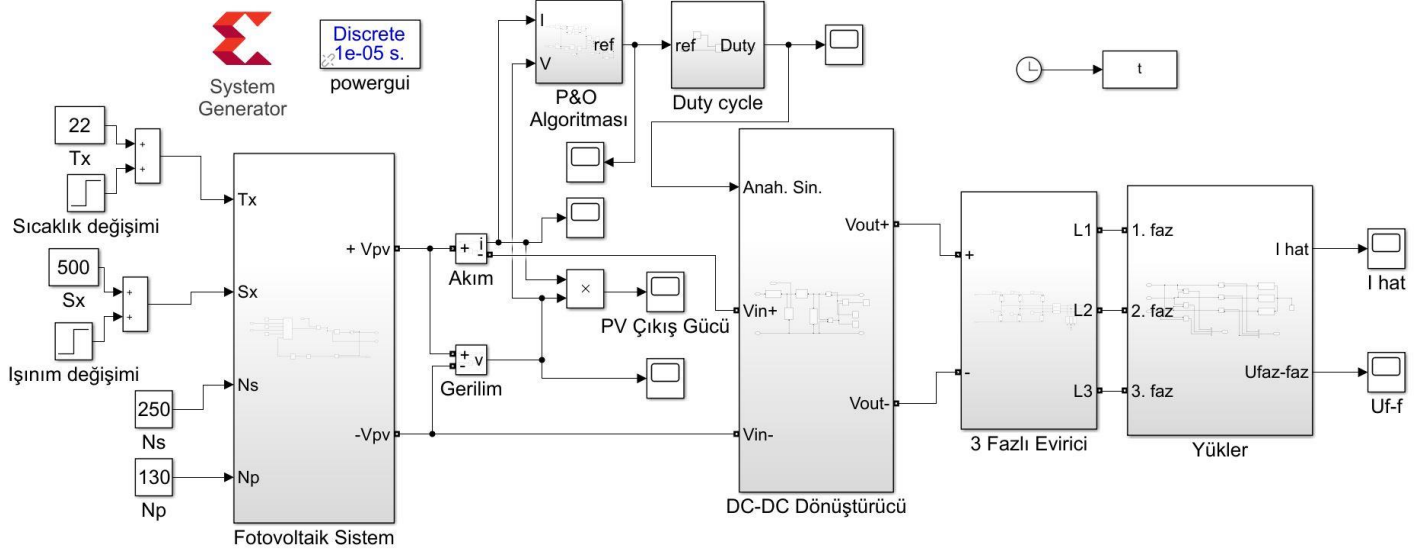 System
Generator
Discrete
1e-05 s.
powergui
I
V
ref
P&O
Algoritması
ref
Duty
Duty cycle
t
22
Tx
+
+
Sıcaklık değişimi
500
Sx
+
+
Işınım değişimi
250
Ns
130
Np
Tx
Sx
Ns
Np
+ Vpv
-Vpv
Fotovoltaik Sistem
+
i
-
Akım
×
PV Çıkış Gücü
+
-
v
Gerilim
Anah. Sin.
Vin+
Vin-
Vout+
Vout-
DC-DC Dönüştürücü
+
-
L1
L2
L3
3 Fazlı Evirici
1. faz
2. faz
3. faz
I hat
Ufaz-faz
Yükler
I hat
Uf-f